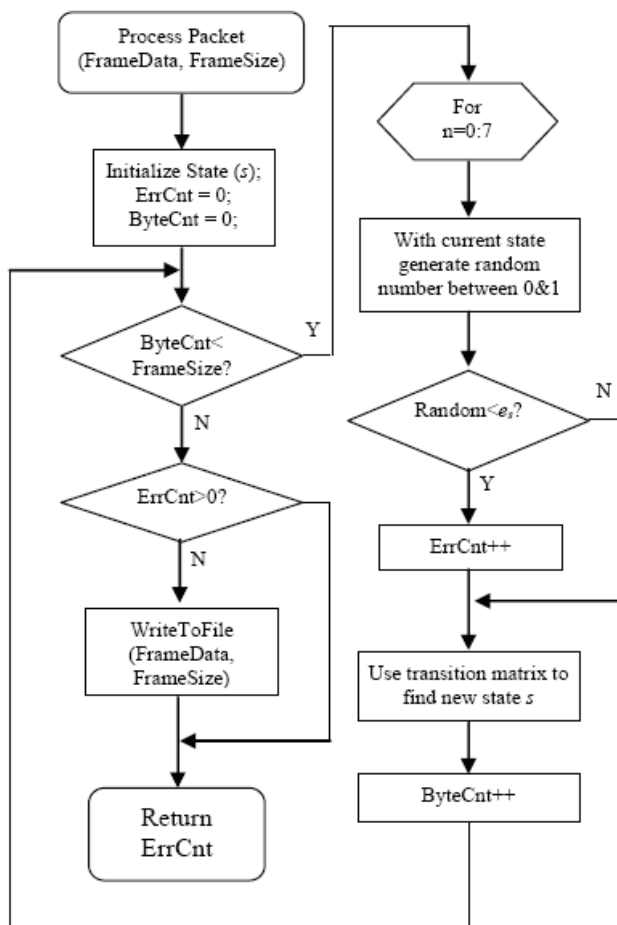 Process Packet
(FrameData, FrameSize)
Initialize State (s);
ErrCnt = 0;
ByteCnt = 0;
ByteCnt<
FrameSize?
Y
N
ErrCnt>0?
N
WriteToFile
(FrameData,
FrameSize)
Return
ErrCnt
For
n=0:7
With current state
generate random
number between 0&1
Random<eₛ?
N
Y
ErrCnt++
Use transition matrix to
find new state s
ByteCnt++